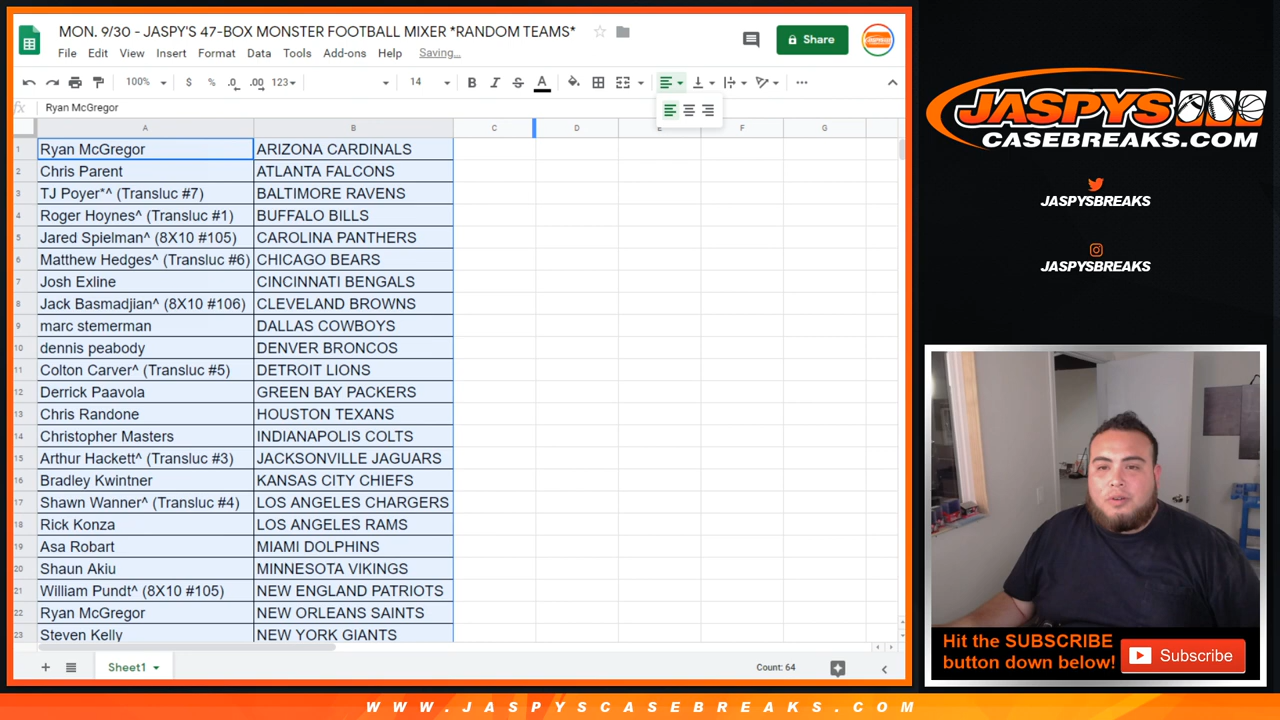 MON. 9/30 - JASPY'S 47-BOX MONSTER FOOTBALL MIXER *RANDOM TEAMS*
File Edit View Insert Format Data Tools Add-ons Help Saving...
Share
100% $ % .0 .00 123 14 B I S A
fx Ryan McGregor
A B C D E F G
1 Ryan McGregor ARIZONA CARDINALS
2 Chris Parent ATLANTA FALCONS
3 TJ Poyer*^ (Transluc #7) BALTIMORE RAVENS
4 Roger Hoynes^ (Transluc #1) BUFFALO BILLS
5 Jared Spielman^ (8X10 #105) CAROLINA PANTHERS
6 Matthew Hedges^ (Transluc #6) CHICAGO BEARS
7 Josh Exline CINCINNATI BENGALS
8 Jack Basmadjian^ (8X10 #106) CLEVELAND BROWNS
9 marc stemerman DALLAS COWBOYS
10 dennis peabody DENVER BRONCOS
11 Colton Carver^ (Transluc #5) DETROIT LIONS
12 Derrick Paavola GREEN BAY PACKERS
13 Chris Randone HOUSTON TEXANS
14 Christopher Masters INDIANAPOLIS COLTS
15 Arthur Hackett^ (Transluc #3) JACKSONVILLE JAGUARS
16 Bradley Kwintner KANSAS CITY CHIEFS
17 Shawn Wanner^ (Transluc #4) LOS ANGELES CHARGERS
18 Rick Konza LOS ANGELES RAMS
19 Asa Robart MIAMI DOLPHINS
20 Shaun Akiu MINNESOTA VIKINGS
21 William Pundt^ (8X10 #105) NEW ENGLAND PATRIOTS
22 Ryan McGregor NEW ORLEANS SAINTS
23 Steven Kelly NEW YORK GIANTS
Sheet1 Count: 64
JASPYS
CASEBREAKS.COM
JASPYSBREAKS
JASPYSBREAKS
Hit the SUBSCRIBE
button down below!
Subscribe
WWW.JASPYSCASEBREAKS.COM